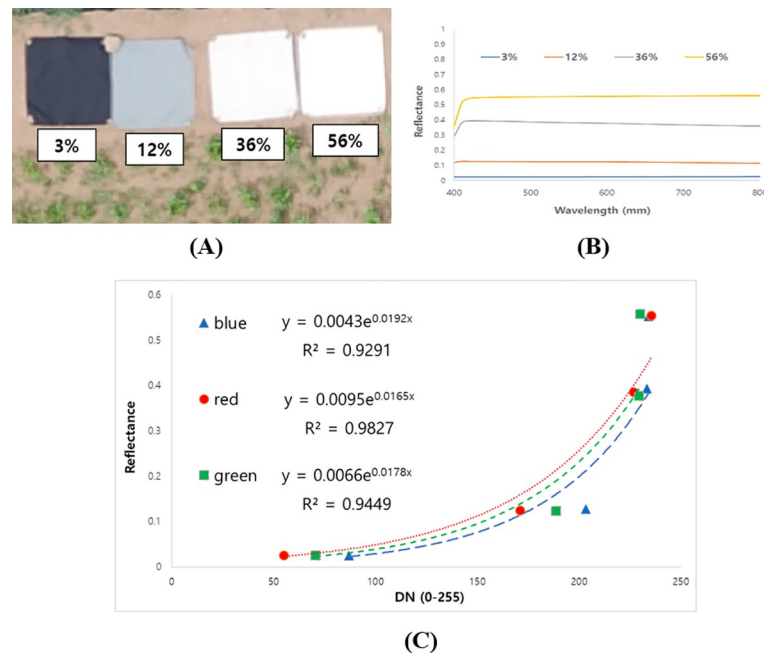 3%
12%
36%
56%
(A)
Reflectance
1
0.9
0.8
0.7
0.6
0.5
0.4
0.3
0.2
0.1
0
3% 12% 36% 56%
400 500 600 700 800
Wavelength (mm)
(B)
Reflectance
0.6
0.5
0.4
0.3
0.2
0.1
0
blue y = 0.0043e^0.0192x
R² = 0.9291
red y = 0.0095e^0.0165x
R² = 0.9827
green y = 0.0066e^0.0178x
R² = 0.9449
0 50 100 150 200 250
DN (0-255)
(C)